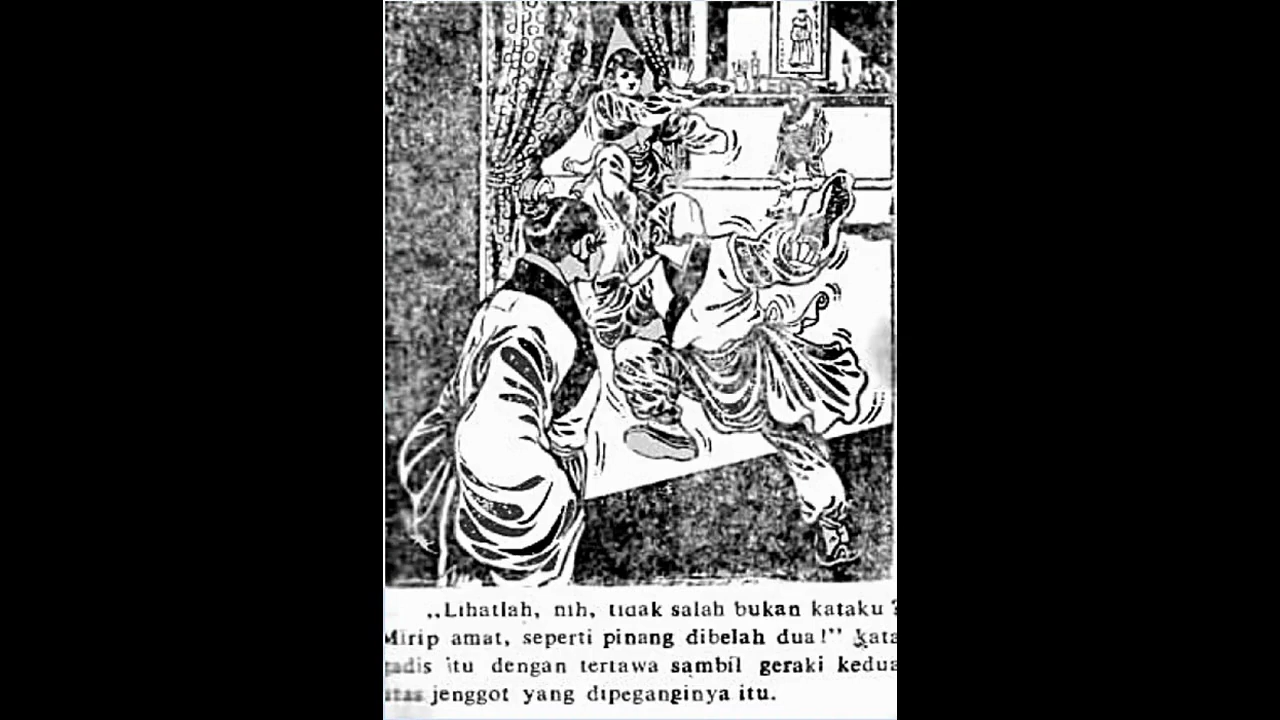 „Lihatlah, nih, tidak salah bukan kataku ?
Mirip amat, seperti pinang dibelah dua!” kata
gadis itu dengan tertawa sambil geraki kedua
utas jenggot yang dipeganginya itu.